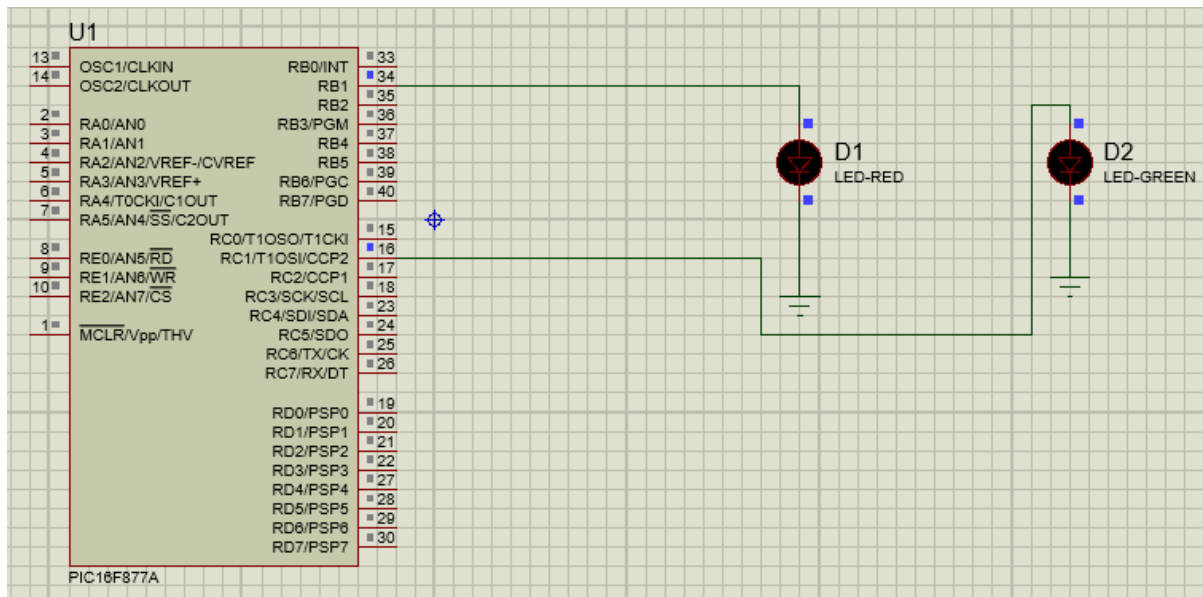 U1
13 OSC1/CLKIN
14 OSC2/CLKOUT
2 RA0/AN0
3 RA1/AN1
4 RA2/AN2/VREF-/CVREF
5 RA3/AN3/VREF+
6 RA4/T0CKI/C1OUT
7 RA5/AN4/SS/C2OUT
8 RE0/AN5/RD
9 RE1/AN6/WR
10 RE2/AN7/CS
1 MCLR/Vpp/THV
RB0/INT 33
RB1 34
RB2 35
RB3/PGM 36
RB4 37
RB5 38
RB6/PGC 39
RB7/PGD 40
RC0/T1OSO/T1CKI 15
RC1/T1OSI/CCP2 16
RC2/CCP1 17
RC3/SCK/SCL 18
RC4/SDI/SDA 23
RC5/SDO 24
RC6/TX/CK 25
RC7/RX/DT 26
RD0/PSP0 19
RD1/PSP1 20
RD2/PSP2 21
RD3/PSP3 22
RD4/PSP4 27
RD5/PSP5 28
RD6/PSP6 29
RD7/PSP7 30
PIC16F877A
D1
LED-RED
D2
LED-GREEN